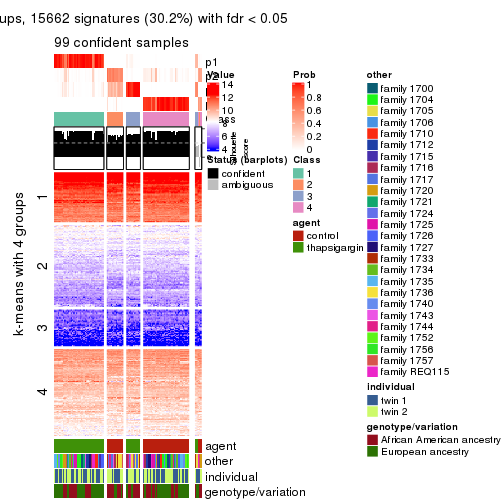 ups, 15662 signatures (30.2%) with fdr < 0.05
99 confident samples
p1
p2
Value
14
12
10
8
6
4
Prob
1
0.8
0.6
0.4
0.2
0
Status (barplots)
confident
ambiguous
Class
1
2
3
4
agent
control
thapsigargin
other
family 1700
family 1704
family 1705
family 1706
family 1710
family 1712
family 1715
family 1716
family 1717
family 1720
family 1721
family 1724
family 1725
family 1726
family 1727
family 1733
family 1734
family 1735
family 1736
family 1740
family 1743
family 1744
family 1752
family 1756
family 1757
family REQ115
individual
twin 1
twin 2
genotype/variation
African American ancestry
European ancestry
k-means with 4 groups
1
2
3
4
agent
other
individual
genotype/variation